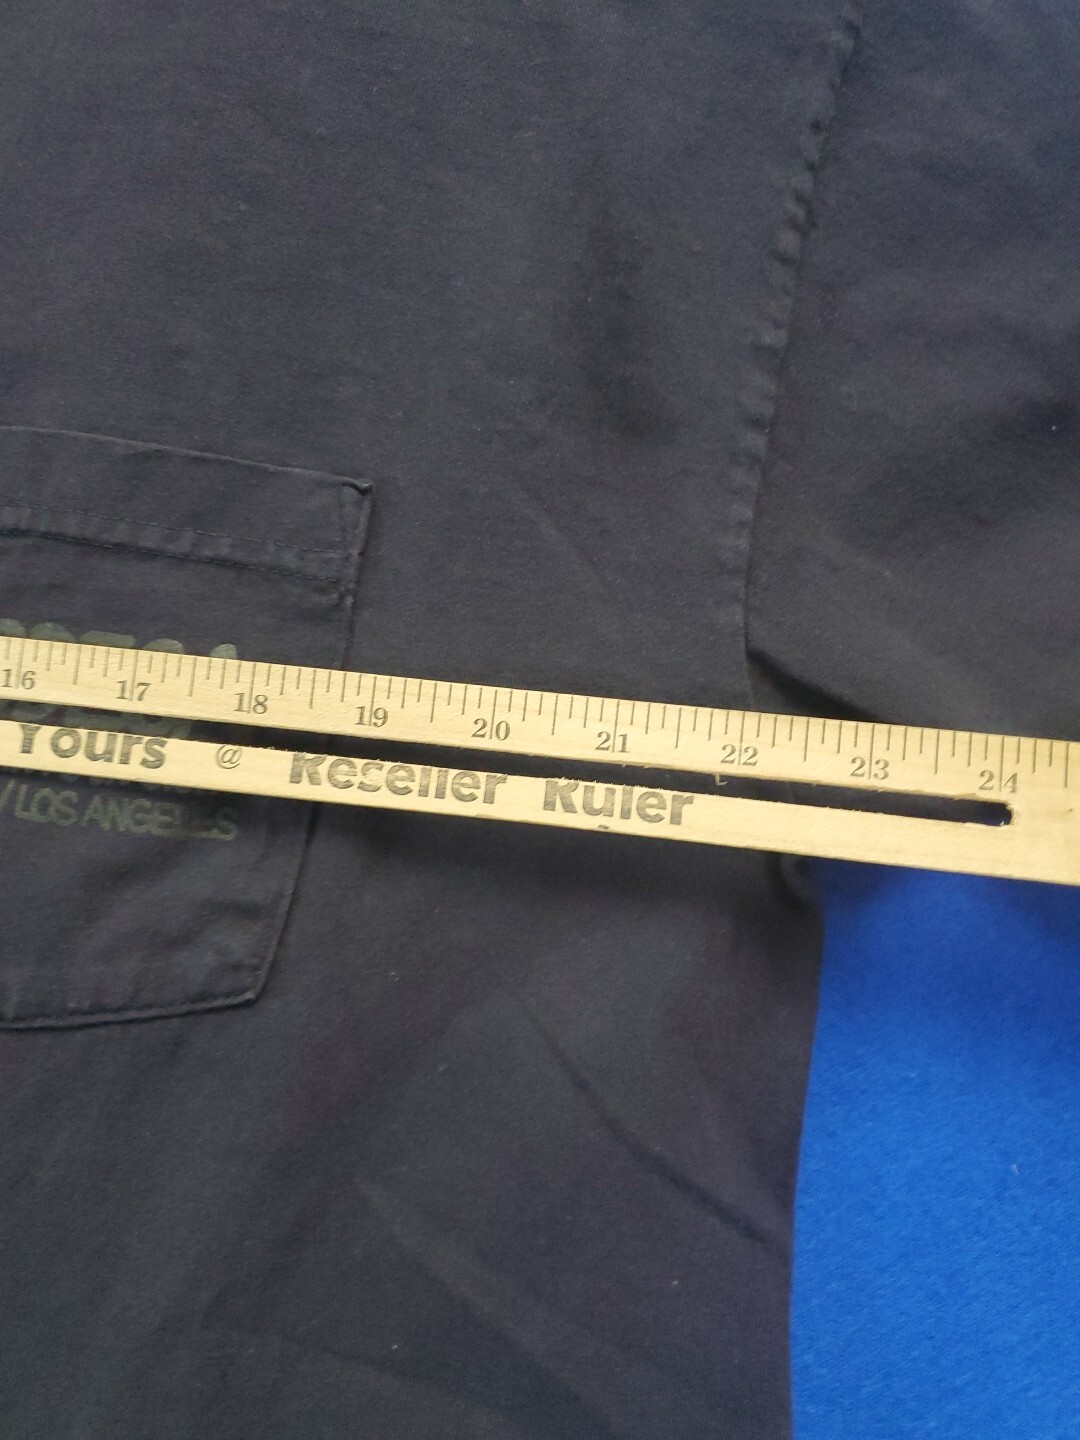 16 17 18 19 20 21 22 23 24
Yours @ Reseller Ruler
/LOS ANGELES